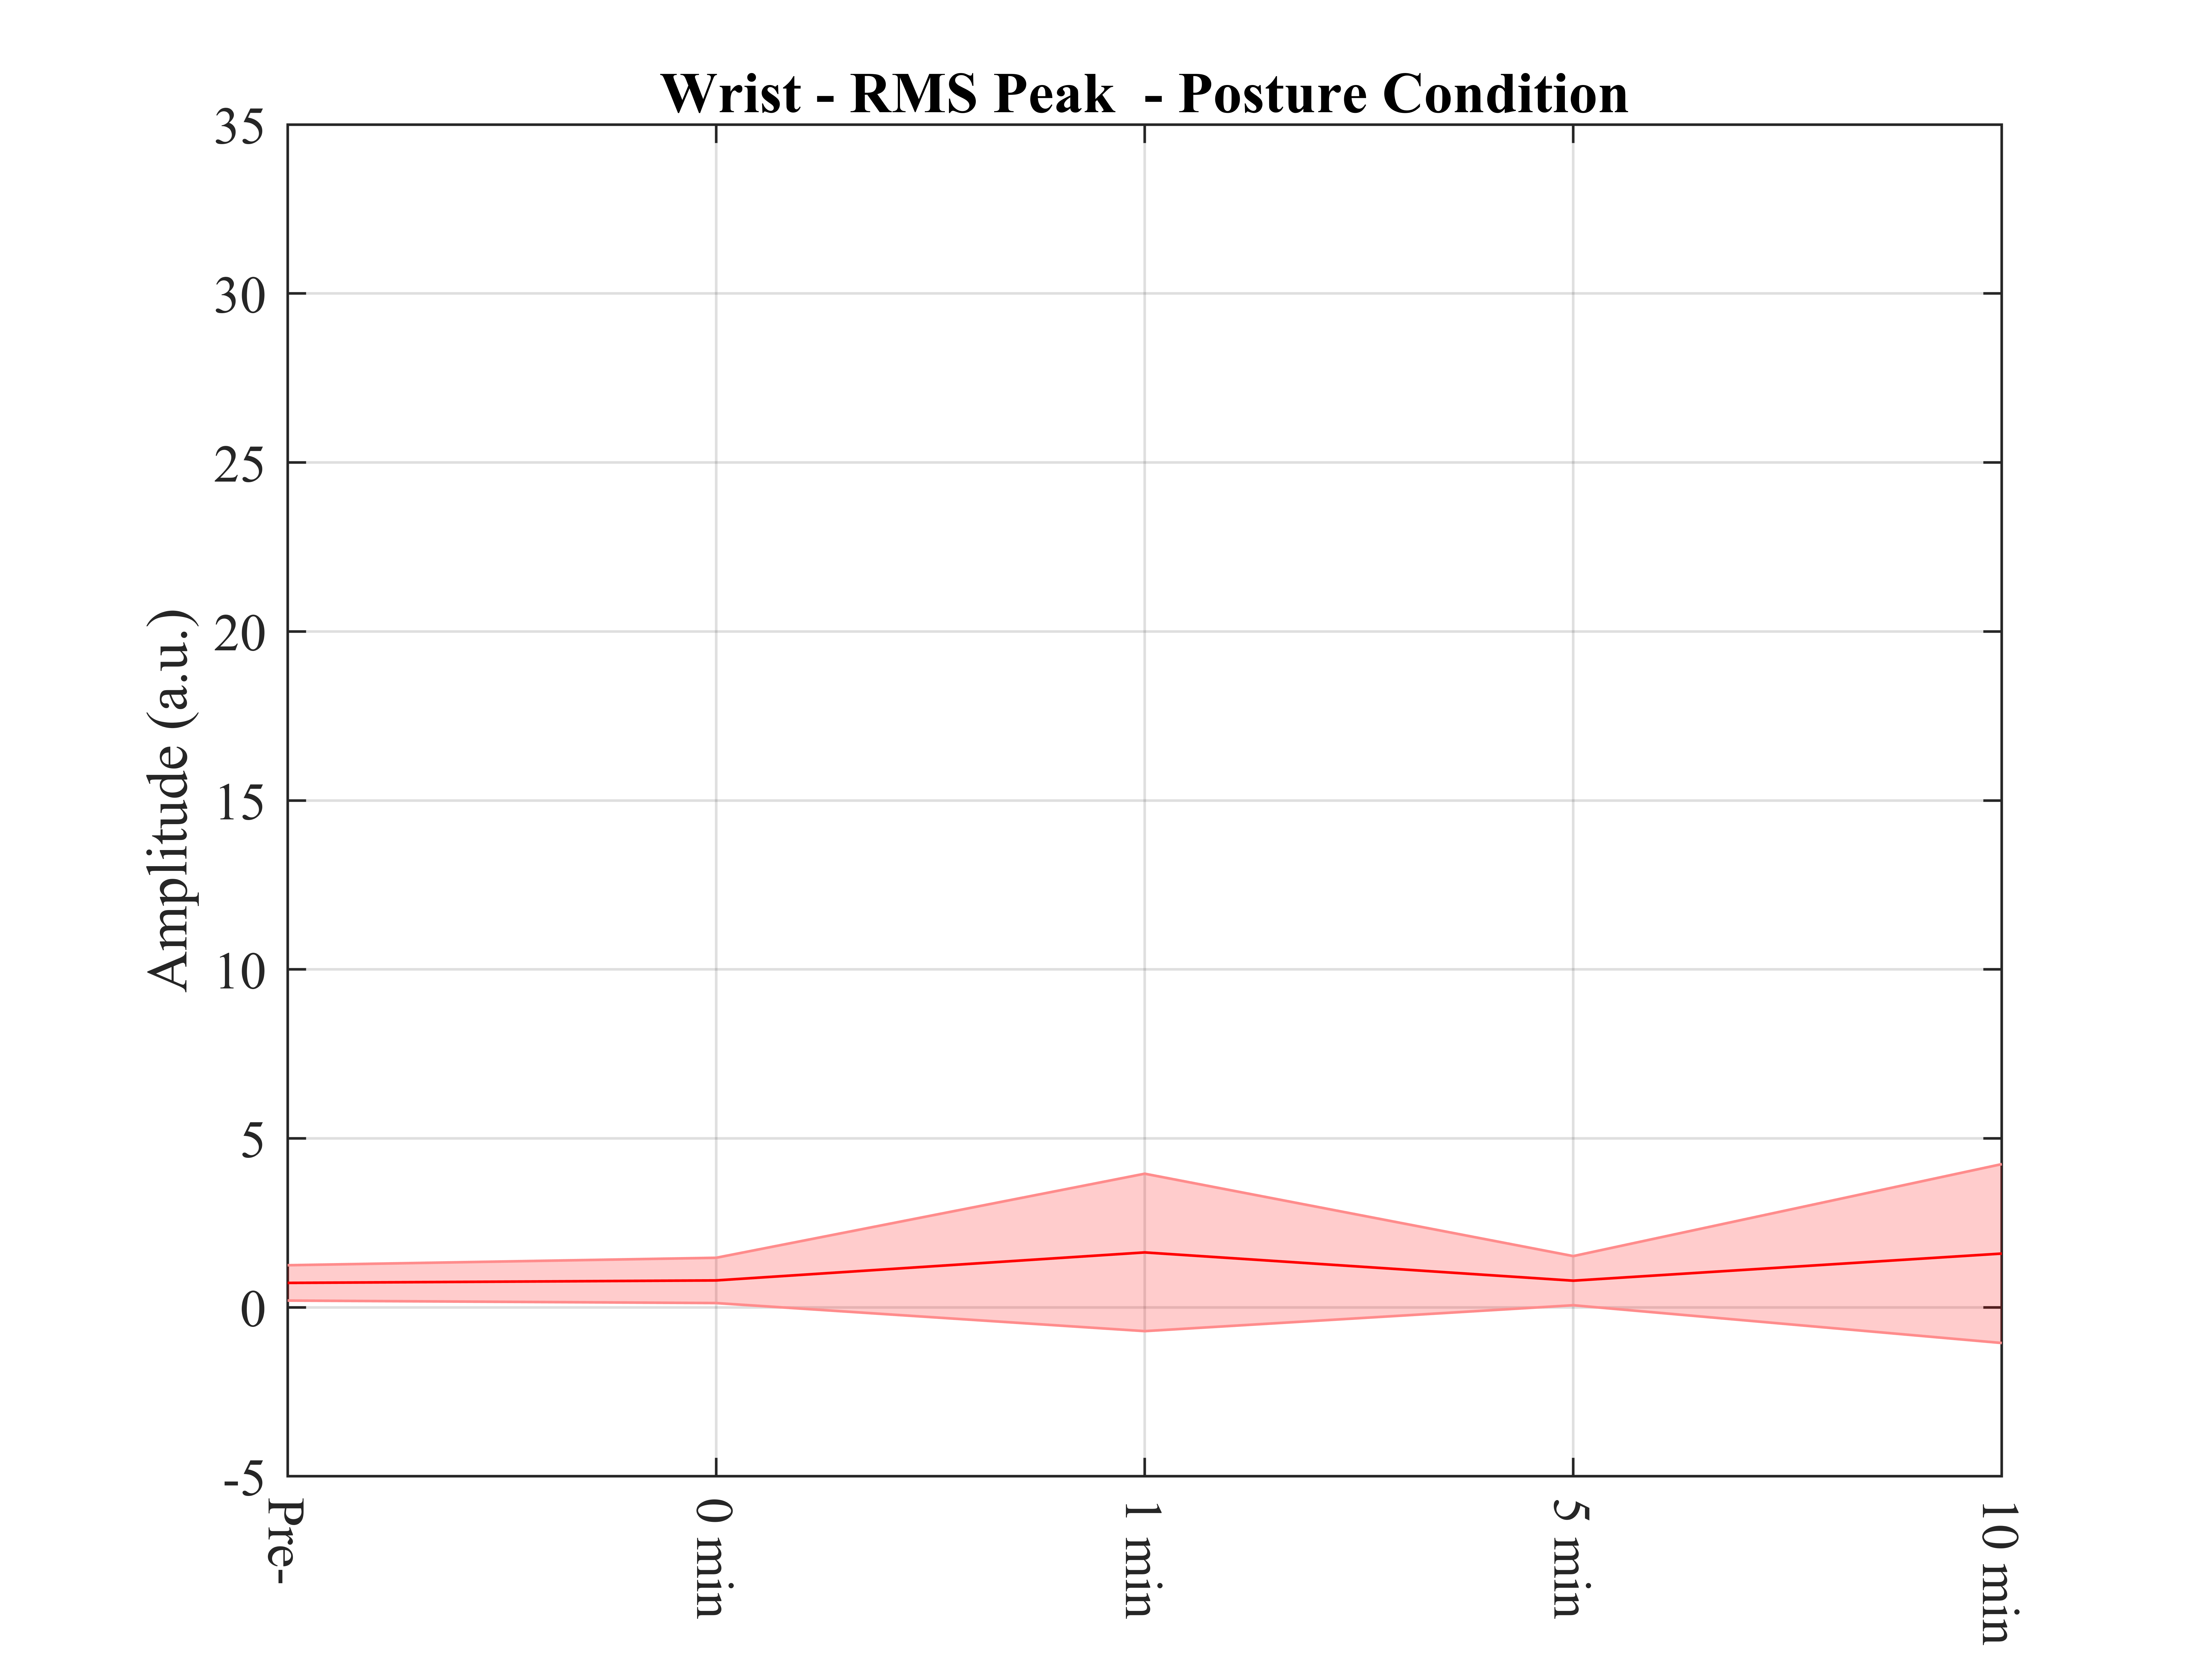 Wrist - RMS Peak  - Posture Condition
Amplitude (a.u.)
35
30
25
20
15
10
5
0
-5
Pre-
0 min
1 min
5 min
10 min